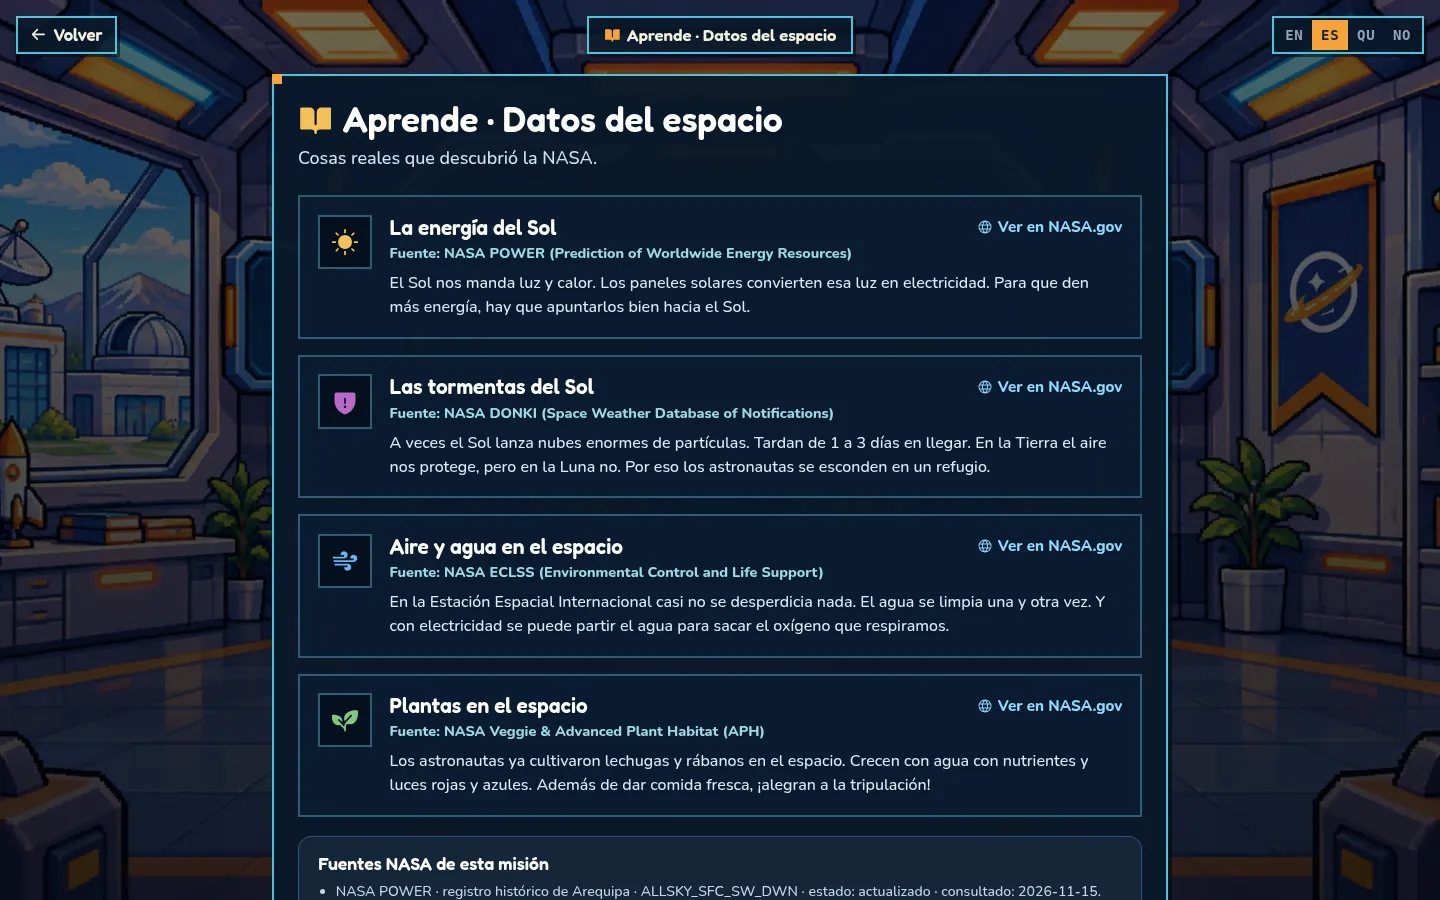 ← Volver
Aprende · Datos del espacio
EN ES QU NO
Aprende · Datos del espacio
Cosas reales que descubrió la NASA.
La energía del Sol
Ver en NASA.gov
Fuente: NASA POWER (Prediction of Worldwide Energy Resources)
El Sol nos manda luz y calor. Los paneles solares convierten esa luz en electricidad. Para que den
más energía, hay que apuntarlos bien hacia el Sol.
Las tormentas del Sol
Ver en NASA.gov
Fuente: NASA DONKI (Space Weather Database of Notifications)
A veces el Sol lanza nubes enormes de partículas. Tardan de 1 a 3 días en llegar. En la Tierra el aire
nos protege, pero en la Luna no. Por eso los astronautas se esconden en un refugio.
Aire y agua en el espacio
Ver en NASA.gov
Fuente: NASA ECLSS (Environmental Control and Life Support)
En la Estación Espacial Internacional casi no se desperdicia nada. El agua se limpia una y otra vez. Y
con electricidad se puede partir el agua para sacar el oxígeno que respiramos.
Plantas en el espacio
Ver en NASA.gov
Fuente: NASA Veggie & Advanced Plant Habitat (APH)
Los astronautas ya cultivaron lechugas y rábanos en el espacio. Crecen con agua con nutrientes y
luces rojas y azules. Además de dar comida fresca, ¡alegran a la tripulación!
Fuentes NASA de esta misión
• NASA POWER · registro histórico de Arequipa · ALLSKY_SFC_SW_DWN · estado: actualizado · consultado: 2026-11-15.